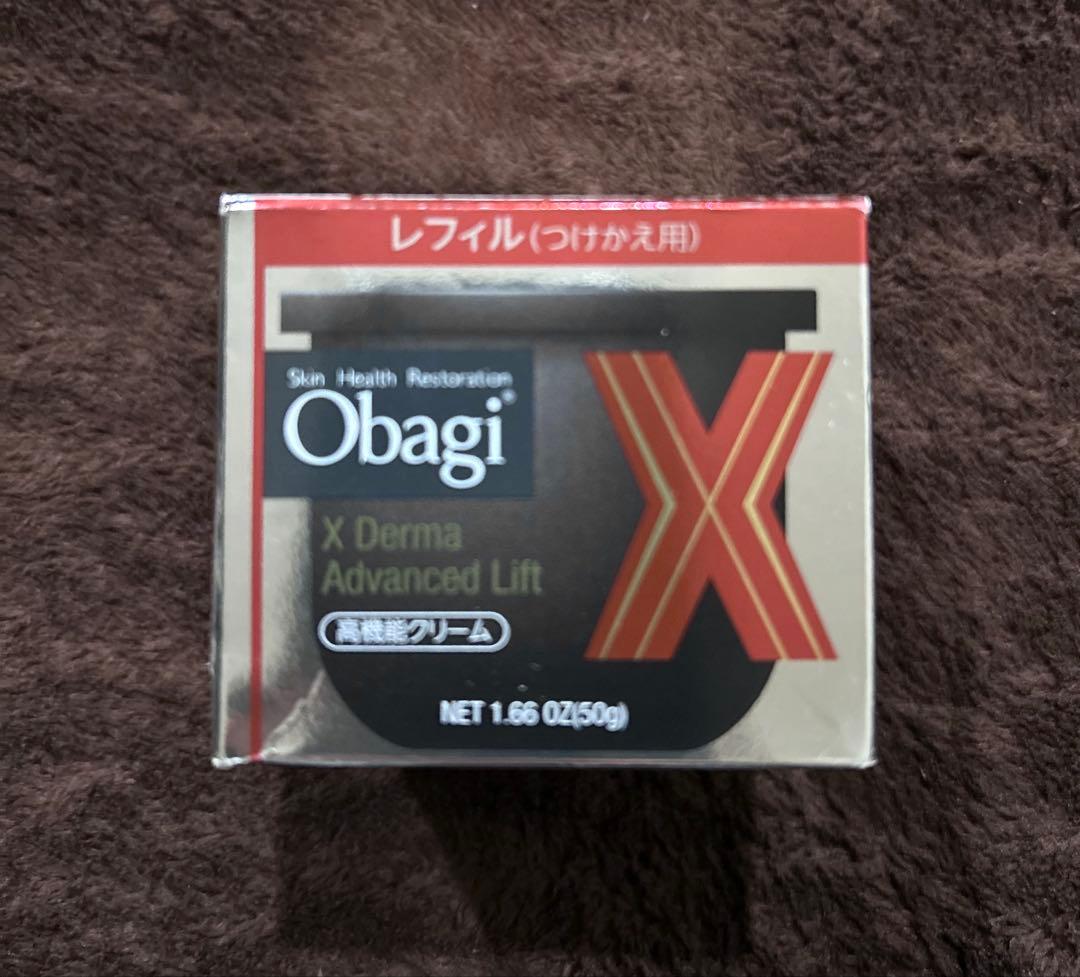 レフィル(つけかえ用)
Skin Health Restoration
Obagi®
X
X Derma
Advanced Lift
高機能クリーム
NET 1.66 OZ(50g)